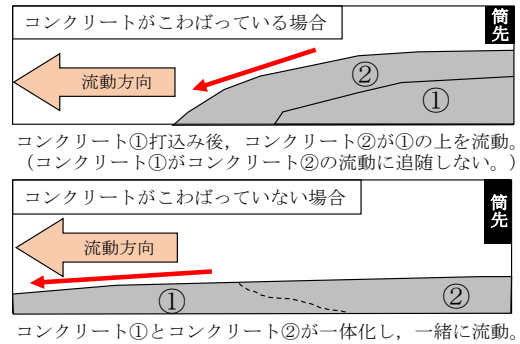 コンクリートがこわばっている場合
筒先
流動方向
②
①
コンクリート①打込み後，コンクリート②が①の上を流動。
（コンクリート①がコンクリート②の流動に追随しない。）
コンクリートがこわばっていない場合
筒先
流動方向
①
②
コンクリート①とコンクリート②が一体化し，一緒に流動。